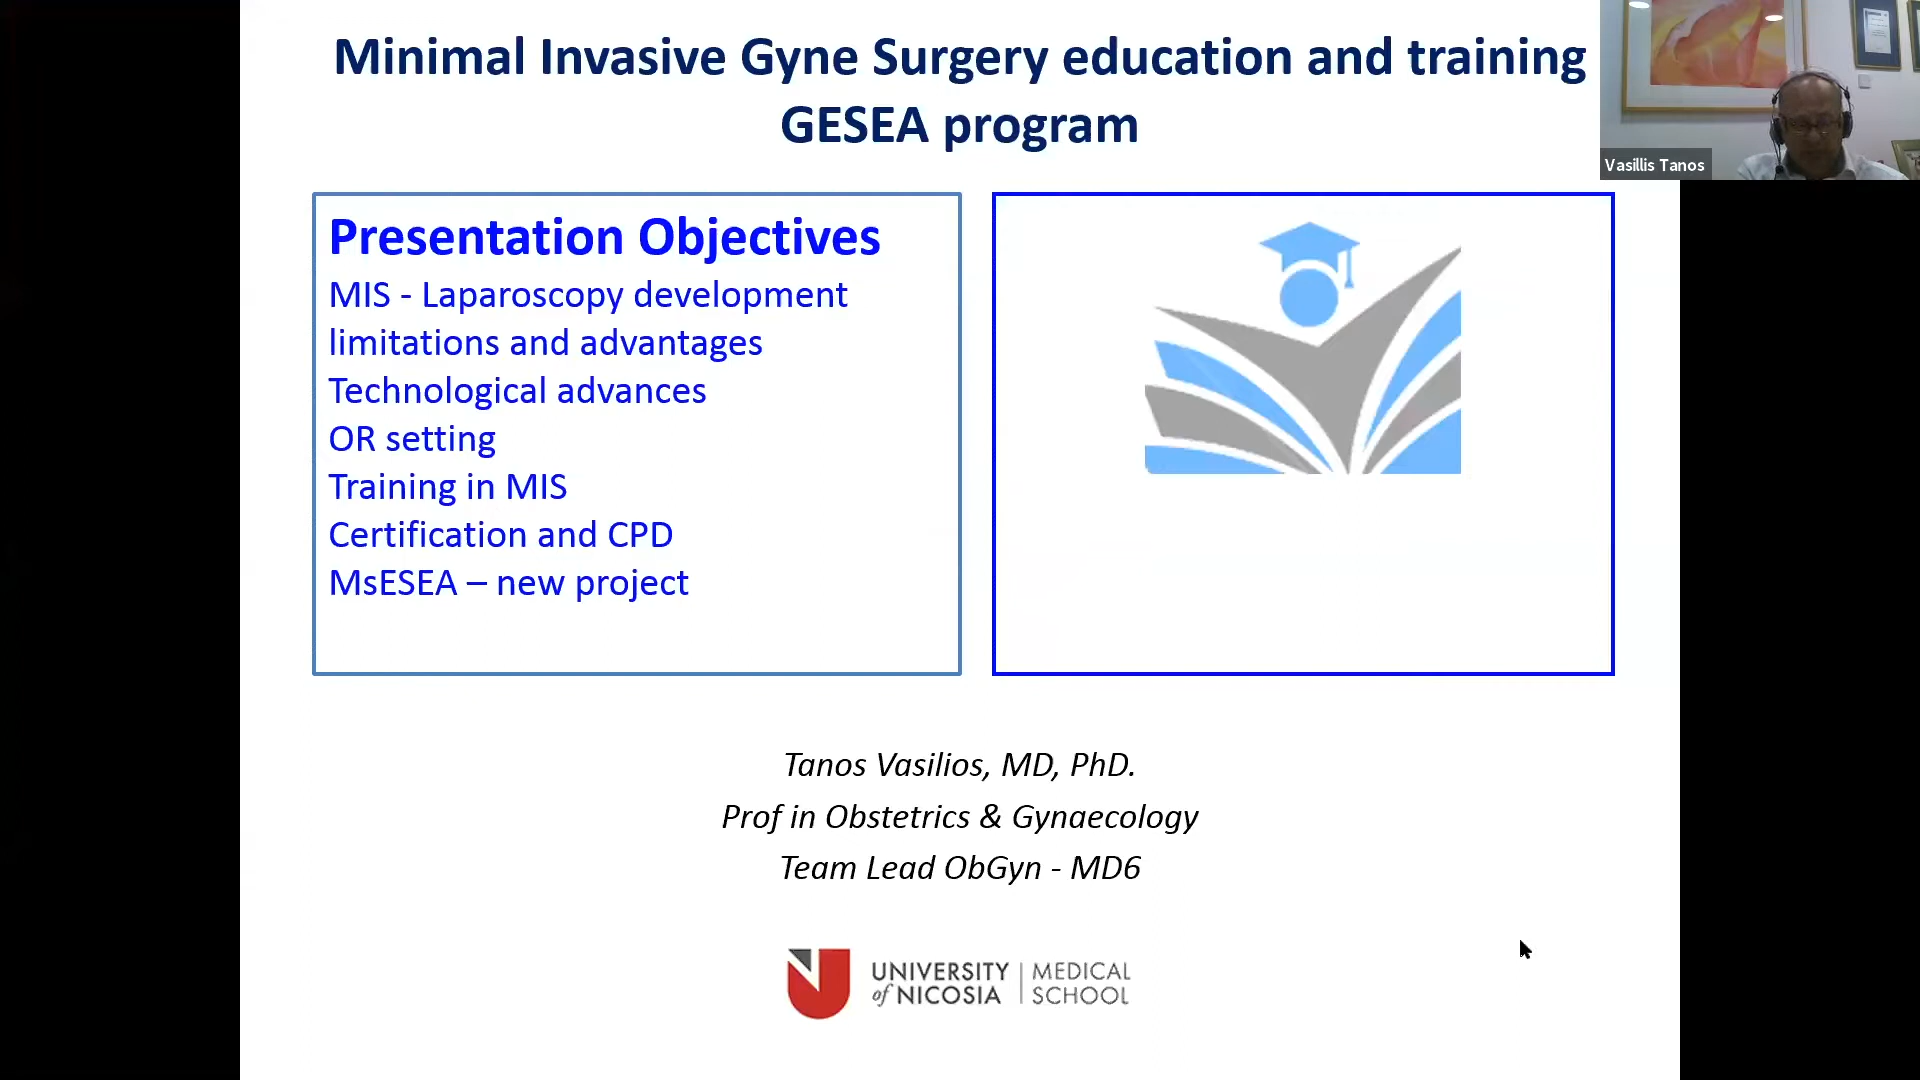 Minimal Invasive Gyne Surgery education and training
GESEA program
Vasillis Tanos
Presentation Objectives
MIS - Laparoscopy development
limitations and advantages
Technological advances
OR setting
Training in MIS
Certification and CPD
MsESEA – new project
Tanos Vasilios, MD, PhD.
Prof in Obstetrics & Gynaecology
Team Lead ObGyn - MD6
UNIVERSITY
of NICOSIA
MEDICAL
SCHOOL